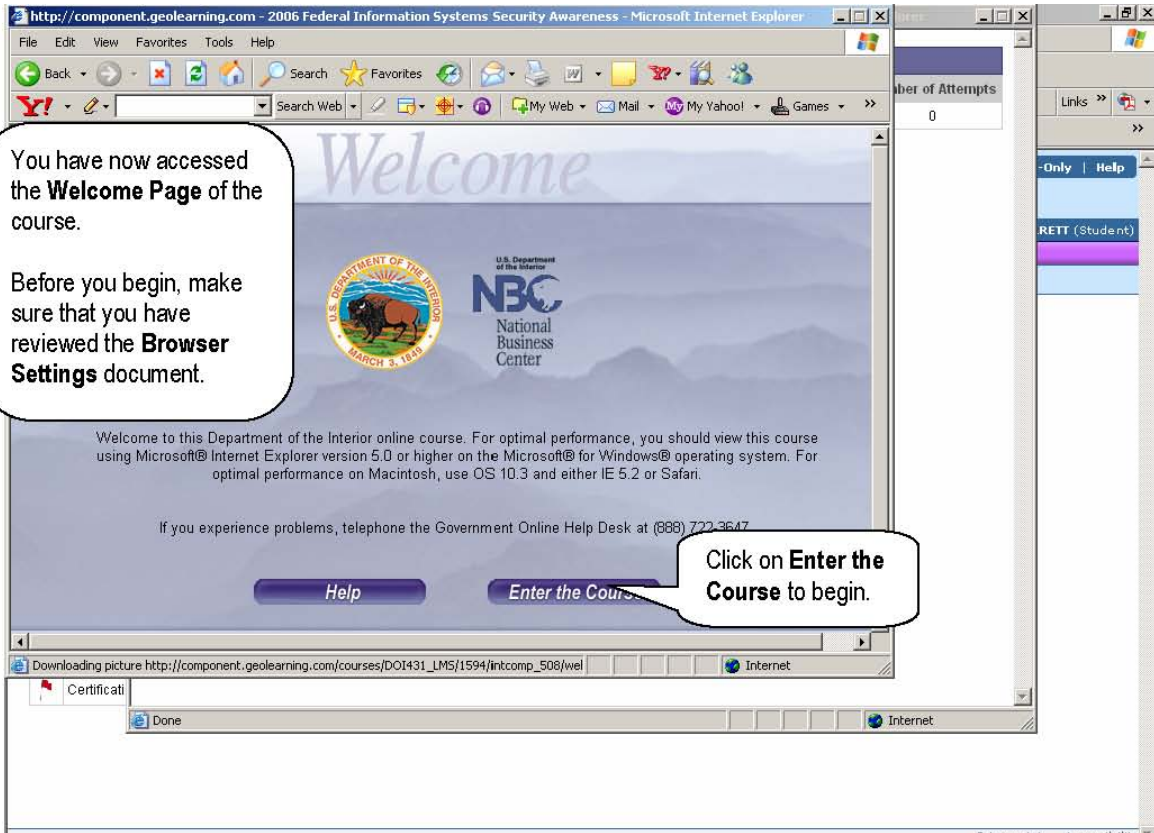 http://component.geolearning.com - 2006 Federal Information Systems Security Awareness - Microsoft Internet Explorer
File Edit View Favorites Tools Help
Back Search Favorites
Y! Search Web My Web Mail My Yahoo! Games »
Links »
»
Number of Attempts
0
-Only | Help
RETT (Student)
You have now accessed
the Welcome Page of the
course.
Before you begin, make
sure that you have
reviewed the Browser
Settings document.
Welcome
U.S. DEPARTMENT OF THE INTERIOR
MARCH 3, 1849
U.S. Department
of the Interior
NBC
National
Business
Center
Welcome to this Department of the Interior online course. For optimal performance, you should view this course
using Microsoft® Internet Explorer version 5.0 or higher on the Microsoft® for Windows® operating system. For
optimal performance on Macintosh, use OS 10.3 and either IE 5.2 or Safari.
If you experience problems, telephone the Government Online Help Desk at (888) 722-3647
Click on Enter the
Course to begin.
Help
Enter the Course
Downloading picture http://component.geolearning.com/courses/DOI431_LMS/1594/intcomp_508/wel
Internet
Certificati
Done
Internet